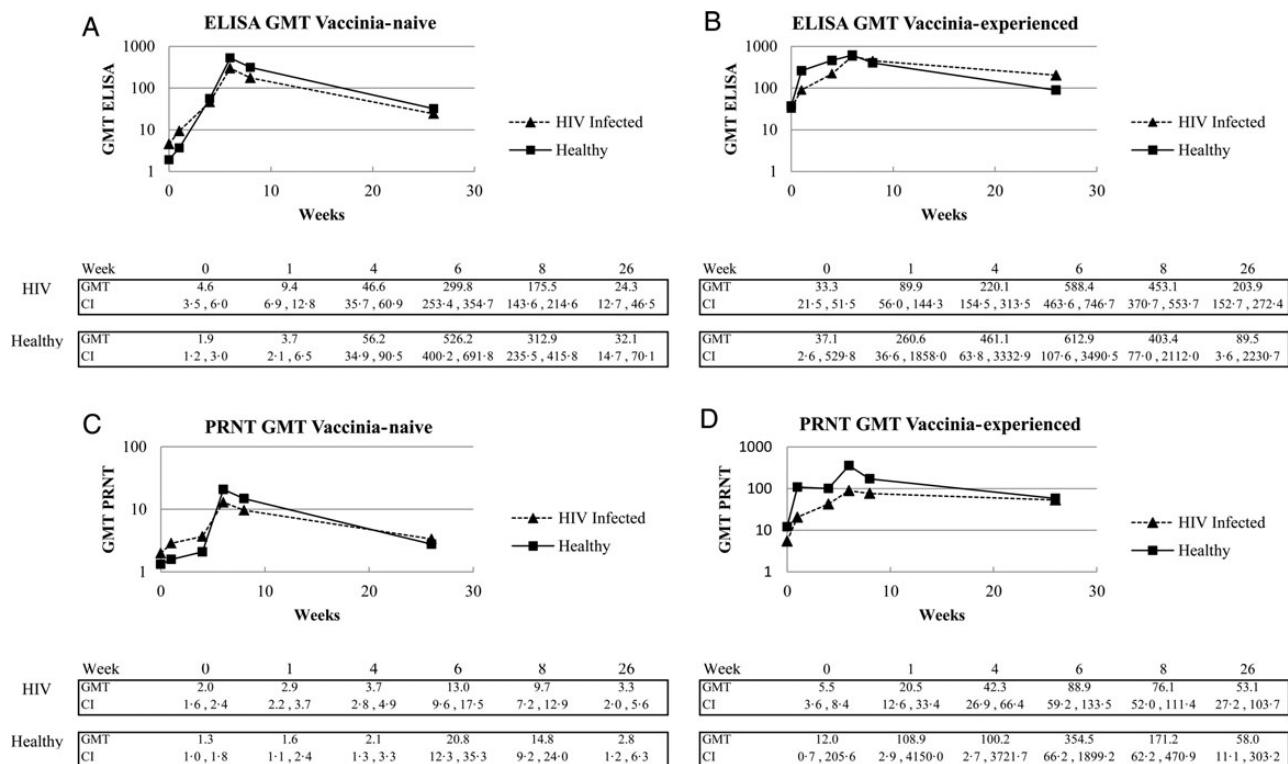 A
ELISA GMT Vaccinia-naive
1000
100
10
1
GMT ELISA
0 10 20 30
Weeks
HIV Infected
Healthy
Week 0 1 4 6 8 26
HIV
GMT 4.6 9.4 46.6 299.8 175.5 24.3
CI 3·5 , 6·0 6·9 , 12·8 35·7 , 60·9 253·4 , 354·7 143·6 , 214·6 12·7 , 46·5
Healthy
GMT 1.9 3.7 56.2 526.2 312.9 32.1
CI 1·2 , 3·0 2·1 , 6·5 34·9 , 90·5 400·2 , 691·8 235·5 , 415·8 14·7 , 70·1
B
ELISA GMT Vaccinia-experienced
1000
100
10
1
GMT ELISA
0 10 20 30
Weeks
HIV Infected
Healthy
Week 0 1 4 6 8 26
GMT 33.3 89.9 220.1 588.4 453.1 203.9
CI 21·5 , 51·5 56·0 , 144·3 154·5 , 313·5 463·6 , 746·7 370·7 , 553·7 152·7 , 272·4
GMT 37.1 260.6 461.1 612.9 403.4 89.5
CI 2·6 , 529·8 36·6 , 1858·0 63·8 , 3332·9 107·6 , 3490·5 77·0 , 2112·0 3·6 , 2230·7
C
PRNT GMT Vaccinia-naive
100
10
1
GMT PRNT
0 10 20 30
Weeks
HIV Infected
Healthy
Week 0 1 4 6 8 26
HIV
GMT 2.0 2.9 3.7 13.0 9.7 3.3
CI 1·6 , 2·4 2·2 , 3·7 2·8 , 4·9 9·6 , 17·5 7·2 , 12·9 2·0 , 5·6
Healthy
GMT 1.3 1.6 2.1 20.8 14.8 2.8
CI 1·0 , 1·8 1·1 , 2·4 1·3 , 3·3 12·3 , 35·3 9·2 , 24·0 1·2 , 6·3
D
PRNT GMT Vaccinia-experienced
1000
100
10
1
GMT PRNT
0 10 20 30
Weeks
HIV Infected
Healthy
Week 0 1 4 6 8 26
GMT 5.5 20.5 42.3 88.9 76.1 53.1
CI 3·6 , 8·4 12·6 , 33·4 26·9 , 66·4 59·2 , 133·5 52·0 , 111·4 27·2 , 103·7
GMT 12.0 108.9 100.2 354.5 171.2 58.0
CI 0·7 , 205·6 2·9 , 4150·0 2·7 , 3721·7 66·2 , 1899·2 62·2 , 470·9 11·1 , 303·2